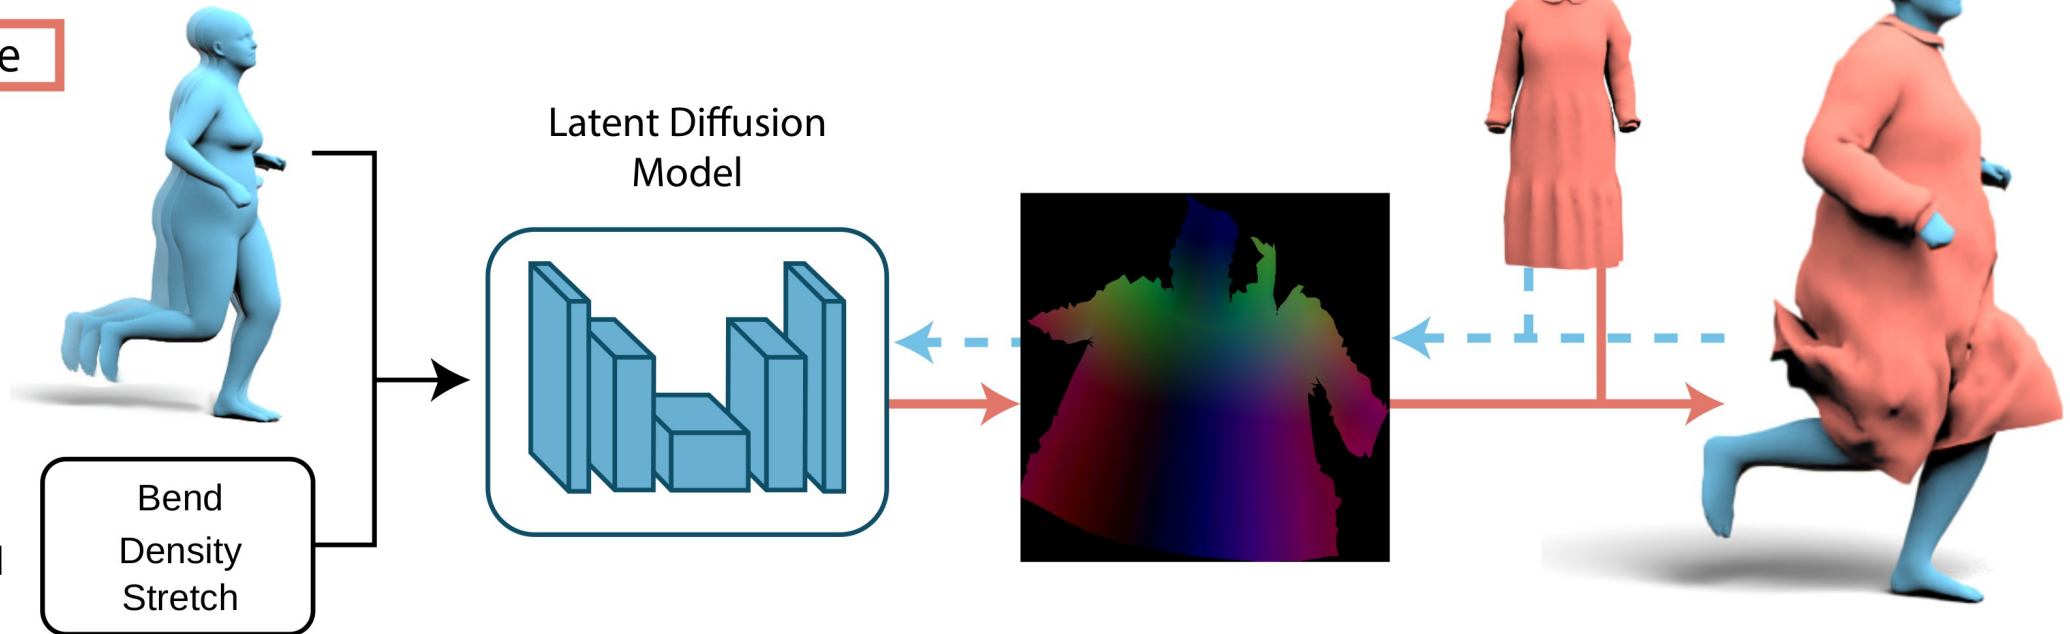 e
Latent Diffusion
Model
Bend
Density
Stretch